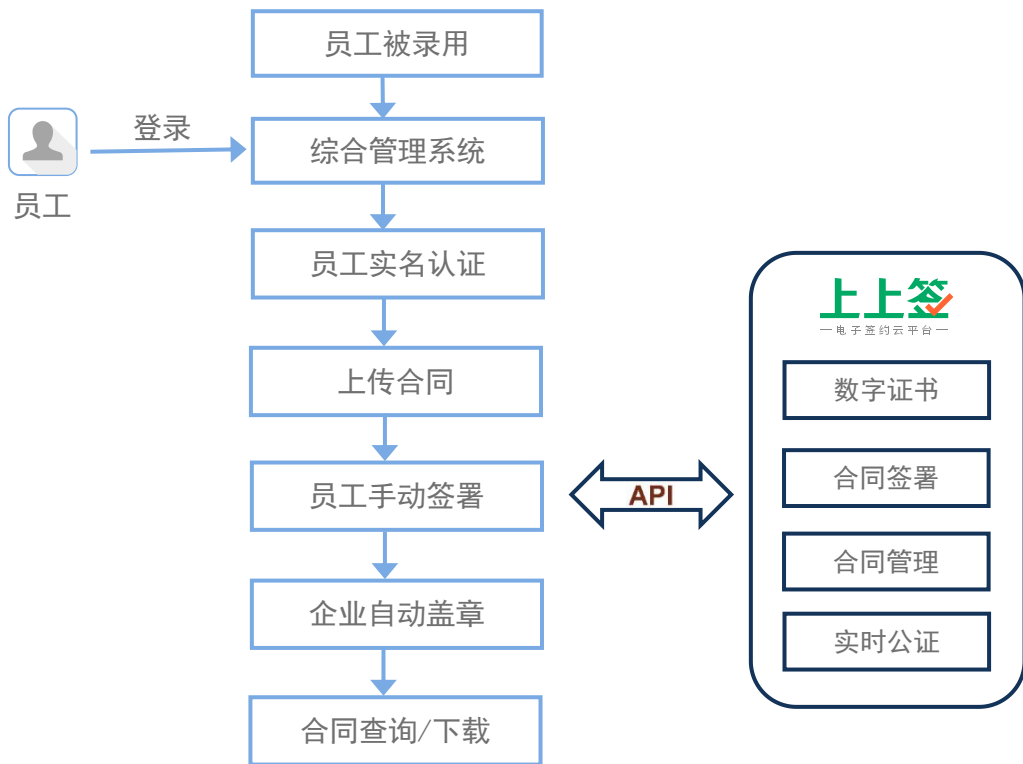 员工被录用
登录
综合管理系统
员工
员工实名认证
上传合同
员工手动签署
企业自动盖章
合同查询/下载
API
上上签
电子签约云平台
数字证书
合同签署
合同管理
实时公证